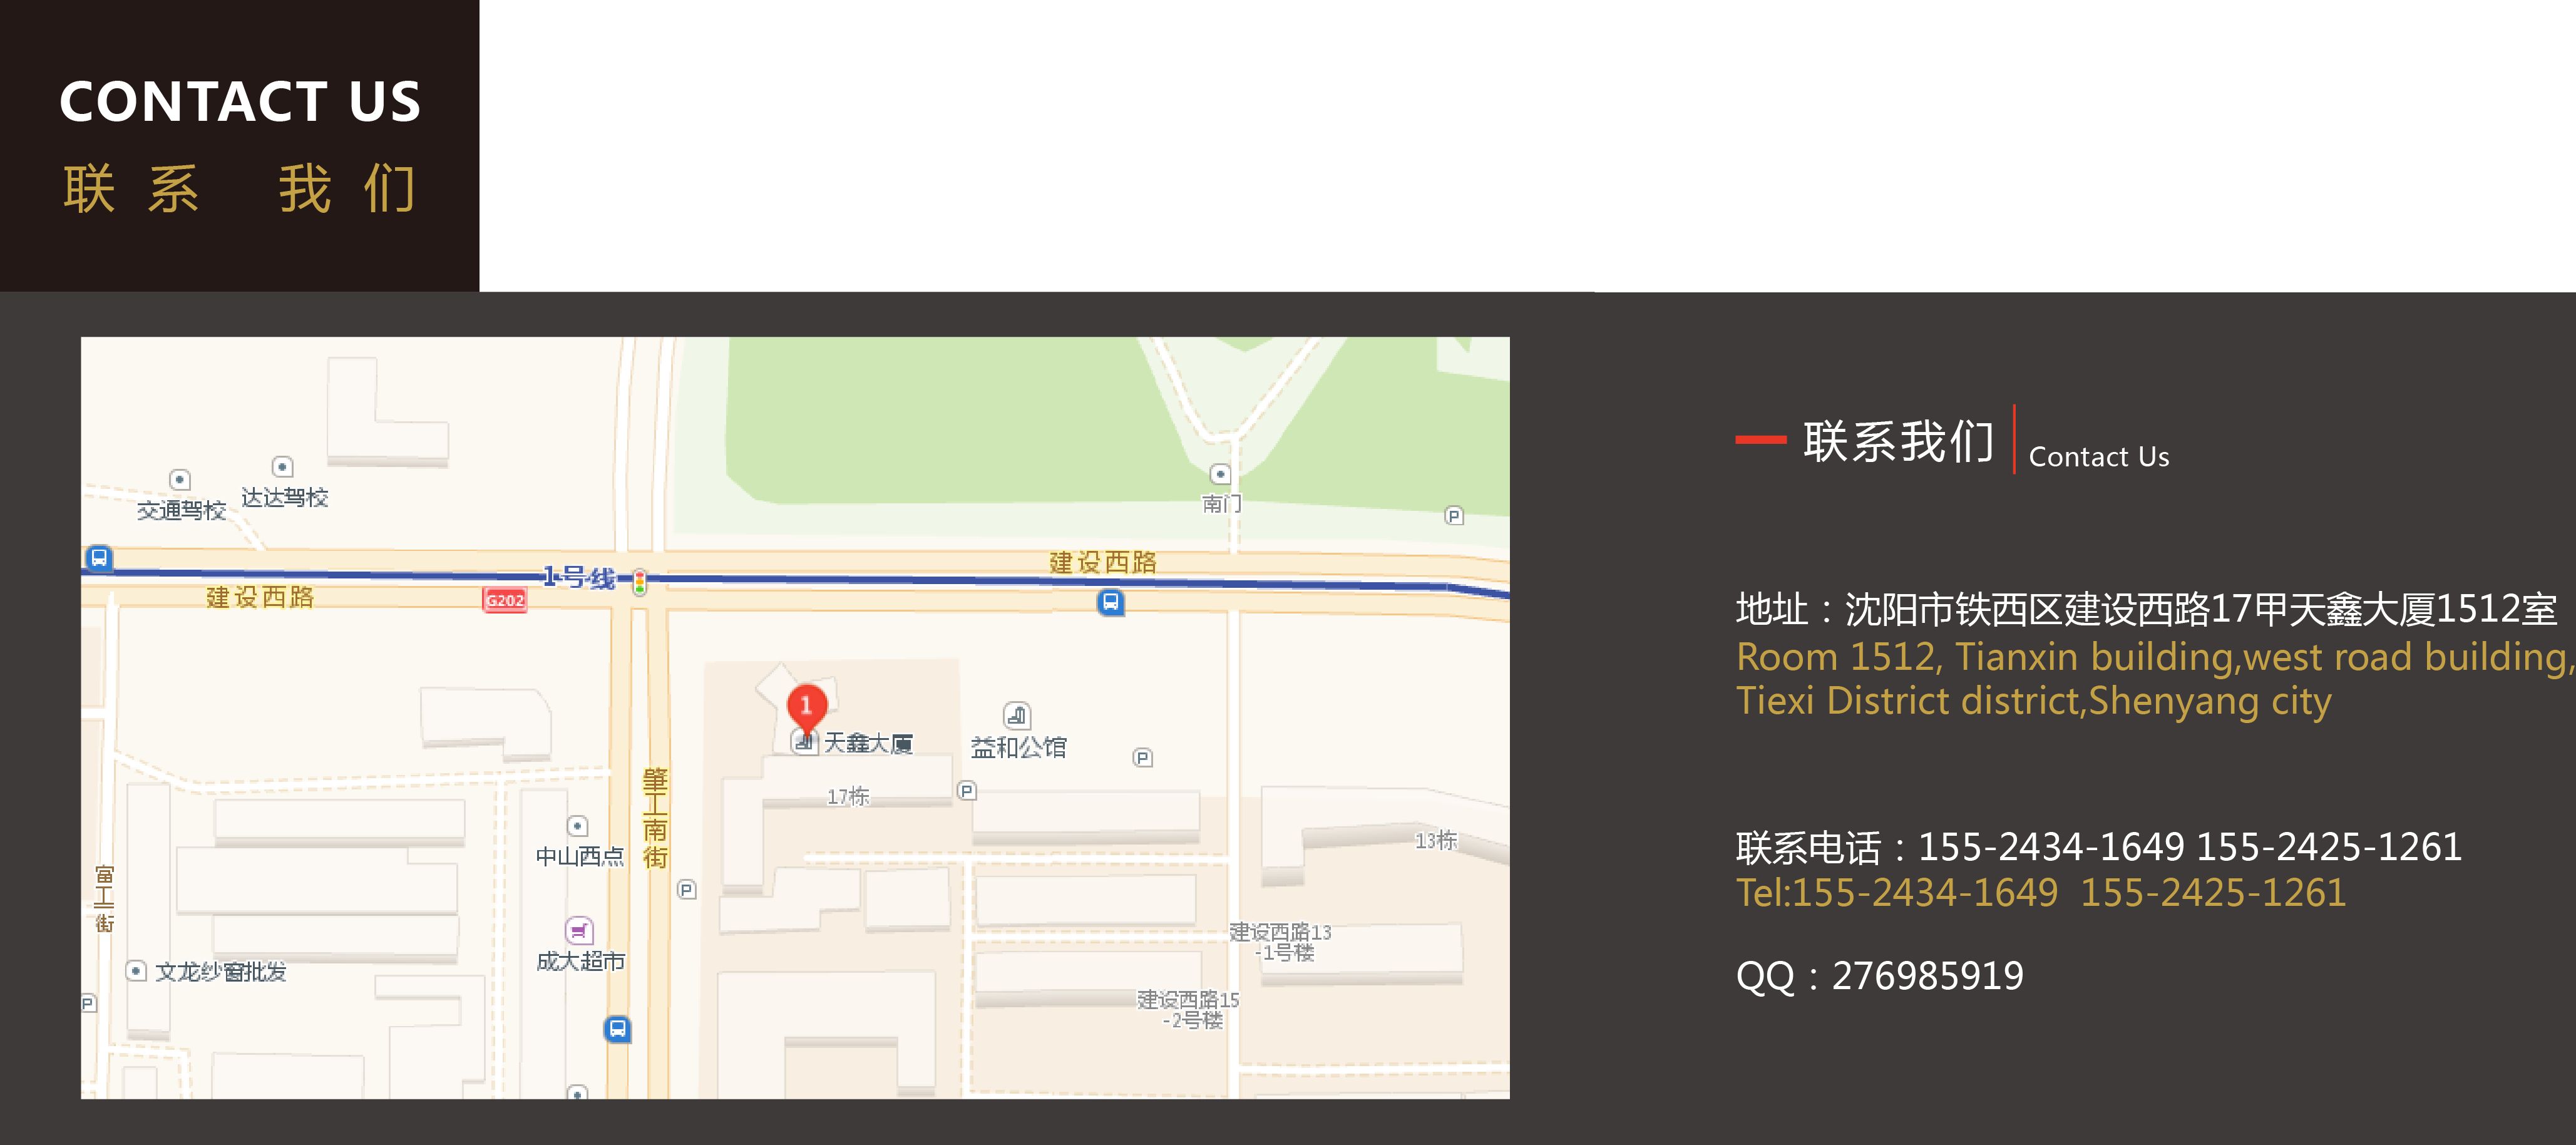 CONTACT US
联系 我们
交通驾校
达达驾校
南门
P
建设西路
1号线
建设西路
G202
1
天鑫大厦
益和公馆
P
肇工南街
17栋
P
13栋
中山西点
富工街
P
建设西路13
-1号楼
成大超市
文龙纱窗批发
建设西路15
-2号楼
P
联系我们
Contact Us
地址：沈阳市铁西区建设西路17甲天鑫大厦1512室
Room 1512, Tianxin building,west road building,
Tiexi District district,Shenyang city
联系电话：155-2434-1649 155-2425-1261
Tel:155-2434-1649 155-2425-1261
QQ：276985919